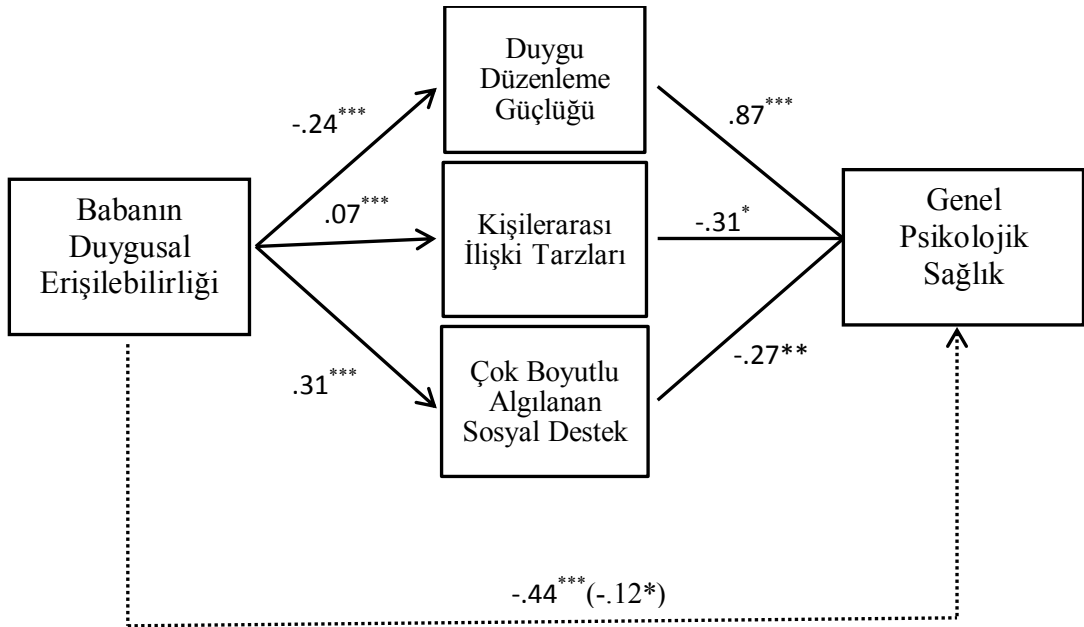 Babanın
Duygusal
Erişilebilirliği
-.24***
.07***
.31***
Duygu
Düzenleme
Güçlüğü
Kişilerarası
İlişki Tarzları
Çok Boyutlu
Algılanan
Sosyal Destek
.87***
-.31*
-.27**
Genel
Psikolojik
Sağlık
-.44***(-.12*)